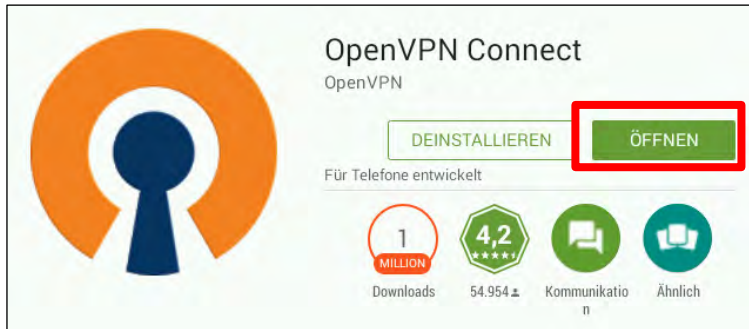 OpenVPN Connect
OpenVPN
DEINSTALLIEREN
ÖFFNEN
Für Telefone entwickelt
1
MILLION
4,2
Downloads
54.954
Kommunikatio
n
Ähnlich